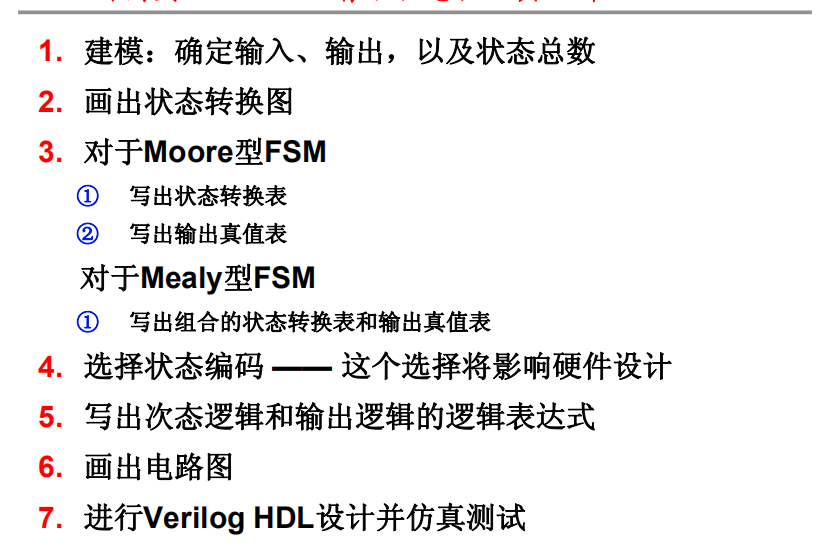 1. 建模：确定输入、输出，以及状态总数
2. 画出状态转换图
3. 对于Moore型FSM
① 写出状态转换表
② 写出输出真值表
对于Mealy型FSM
① 写出组合的状态转换表和输出真值表
4. 选择状态编码 —— 这个选择将影响硬件设计
5. 写出次态逻辑和输出逻辑的逻辑表达式
6. 画出电路图
7. 进行Verilog HDL设计并仿真测试